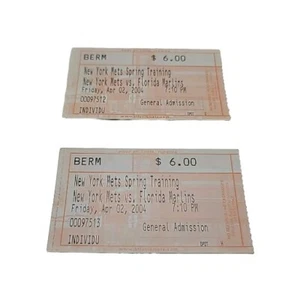 BERM $ 6.00
New York Mets Spring Training
New York Mets vs. Florida Marlins
Friday, Apr 02, 2004 7:10 PM
00097512 General Admission
INDIVIDU
BERM $ 6.00
New York Mets Spring Training
New York Mets vs. Florida Marlins
Friday, Apr 02, 2004 7:10 PM
00097513 General Admission
INDIVIDU